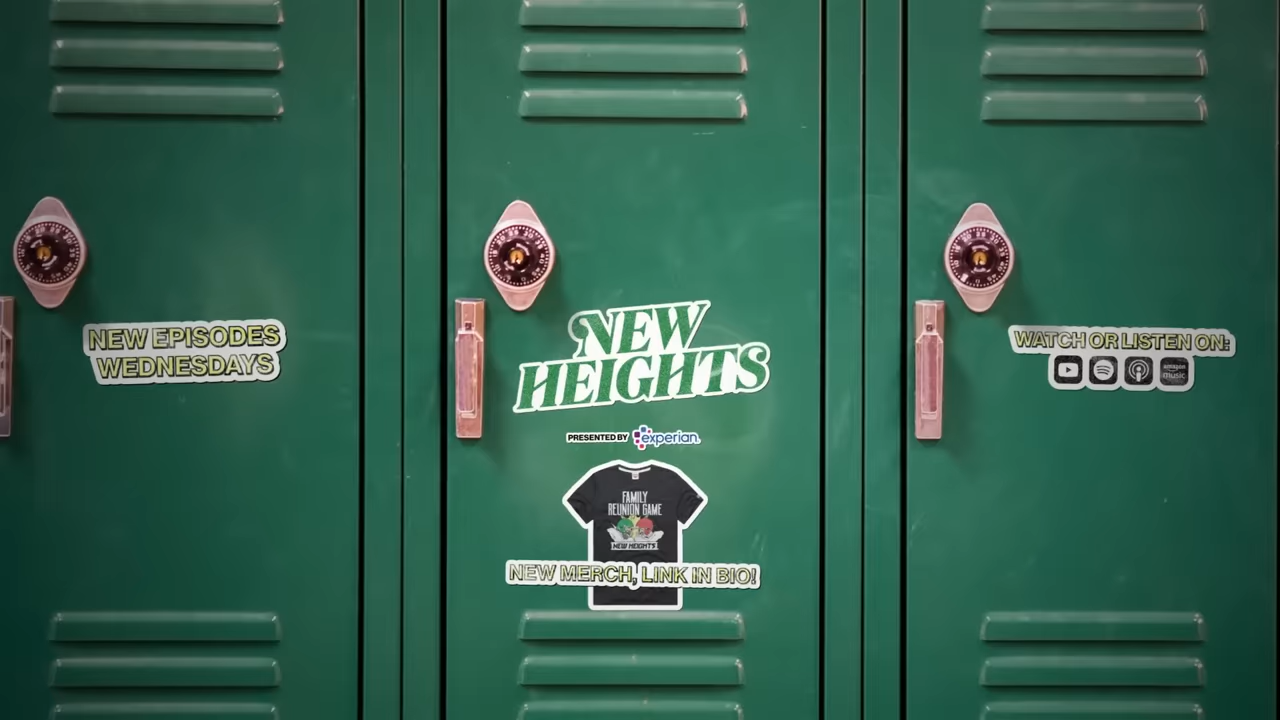 NEW EPISODES
WEDNESDAYS
NEW
HEIGHTS
PRESENTED BY experian.
FAMILY
REUNION GAME
NEW HEIGHTS
NEW MERCH, LINK IN BIO!
WATCH OR LISTEN ON:
amazon
music